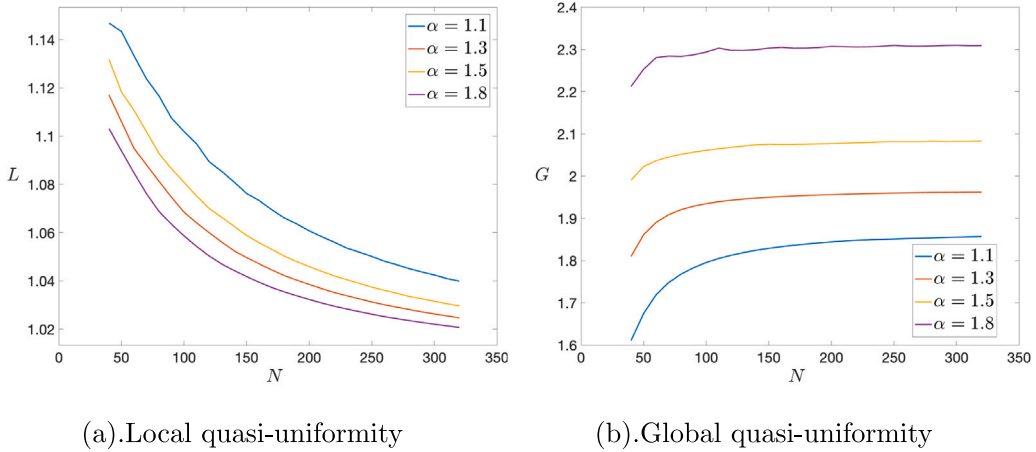 1.14
1.12
1.1
1.08
1.06
1.04
1.02
L
0 50 100 150 200 250 300 350
N
α = 1.1
α = 1.3
α = 1.5
α = 1.8
(a).Local quasi-uniformity
2.4
2.3
2.2
2.1
2
1.9
1.8
1.7
1.6
G
0 50 100 150 200 250 300 350
N
α = 1.1
α = 1.3
α = 1.5
α = 1.8
(b).Global quasi-uniformity